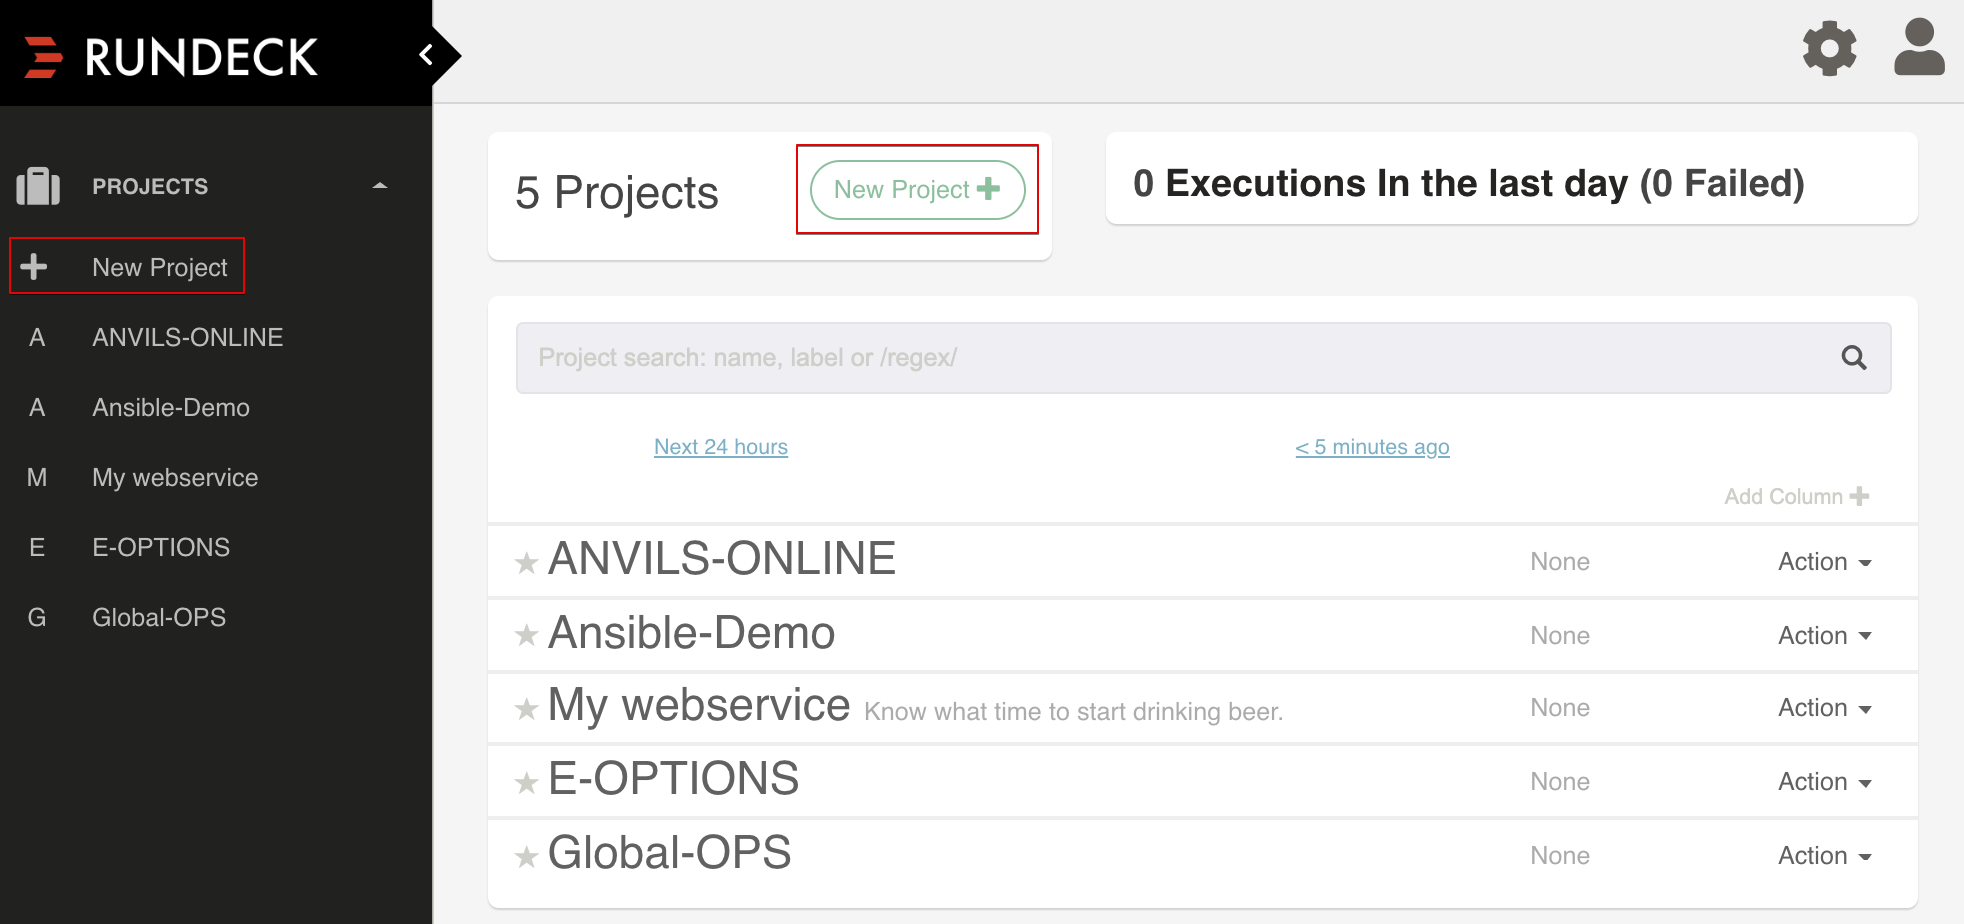 RUNDECK
PROJECTS
New Project
A ANVILS-ONLINE
A Ansible-Demo
M My webservice
E E-OPTIONS
G Global-OPS
5 Projects New Project
0 Executions In the last day (0 Failed)
Project search: name, label or /regex/
Next 24 hours < 5 minutes ago
Add Column
ANVILS-ONLINE None Action
Ansible-Demo None Action
My webservice Know what time to start drinking beer. None Action
E-OPTIONS None Action
Global-OPS None Action